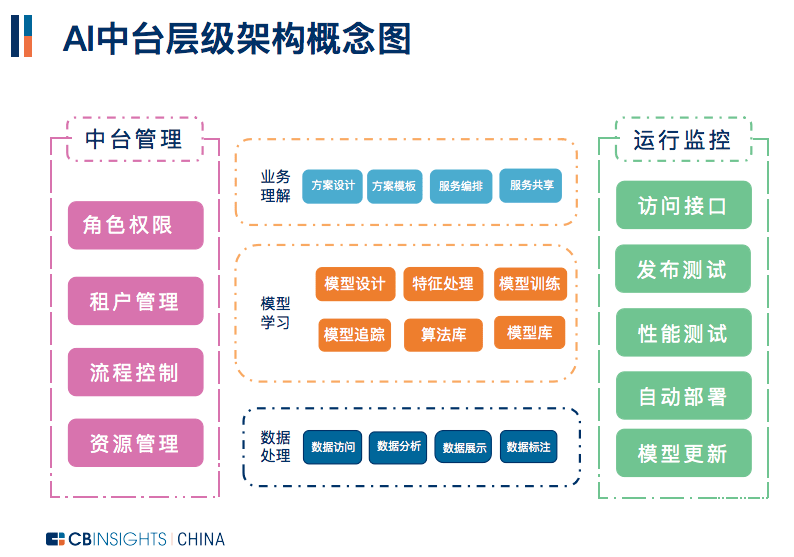 AI中台层级架构概念图
中台管理
角色权限
租户管理
流程控制
资源管理
业务
理解
方案设计
方案模板
服务编排
服务共享
模型
学习
模型设计
特征处理
模型训练
模型追踪
算法库
模型库
数据
处理
数据访问
数据分析
数据展示
数据标注
运行监控
访问接口
发布测试
性能测试
自动部署
模型更新
CBINSIGHTS CHINA